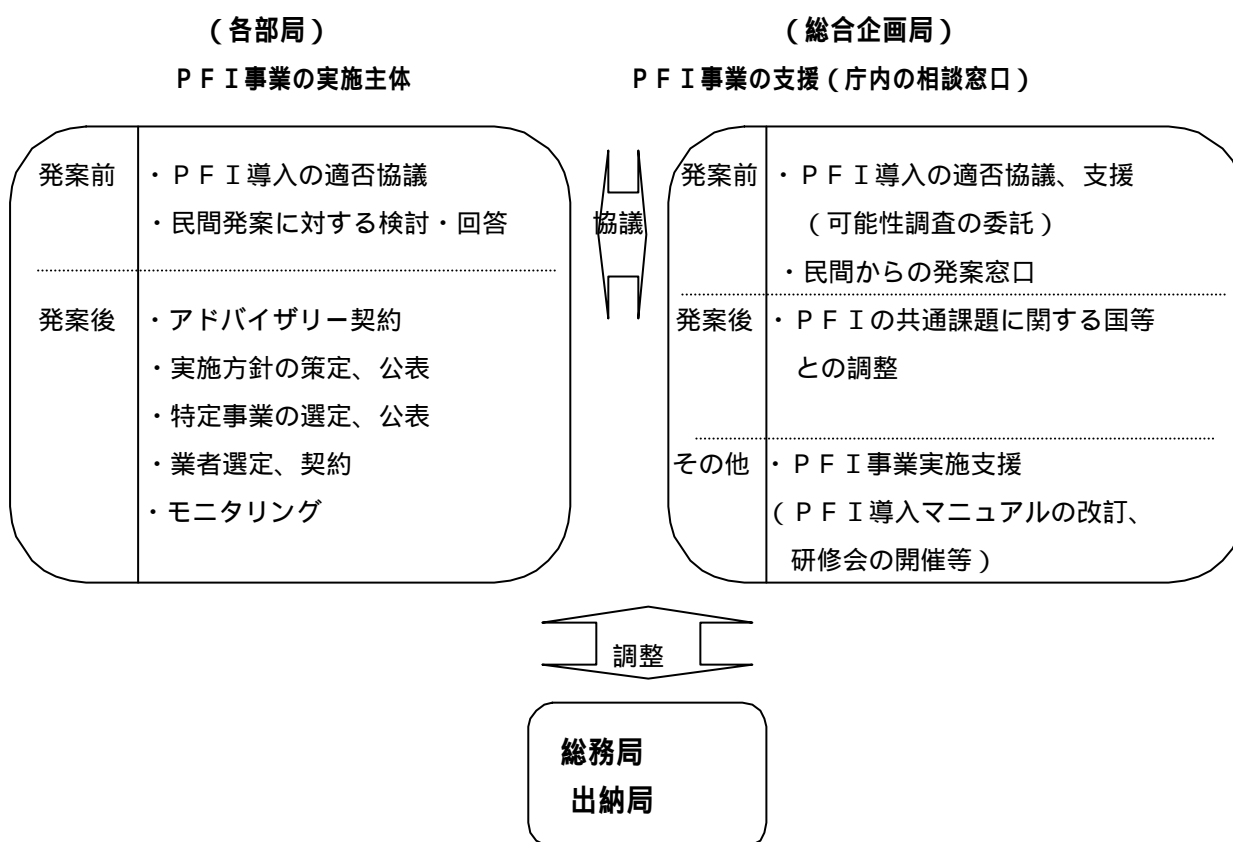 （各部局）
ＰＦＩ事業の実施主体
発案前 ・ＰＦＩ導入の適否協議
・民間発案に対する検討・回答
発案後 ・アドバイザリー契約
・実施方針の策定、公表
・特定事業の選定、公表
・業者選定、契約
・モニタリング
協議
（総合企画局）
ＰＦＩ事業の支援（庁内の相談窓口）
発案前 ・ＰＦＩ導入の適否協議、支援
（可能性調査の委託）
・民間からの発案窓口
発案後 ・ＰＦＩの共通課題に関する国等
との調整
その他 ・ＰＦＩ事業実施支援
（ＰＦＩ導入マニュアルの改訂、
研修会の開催等）
調整
総務局
出納局